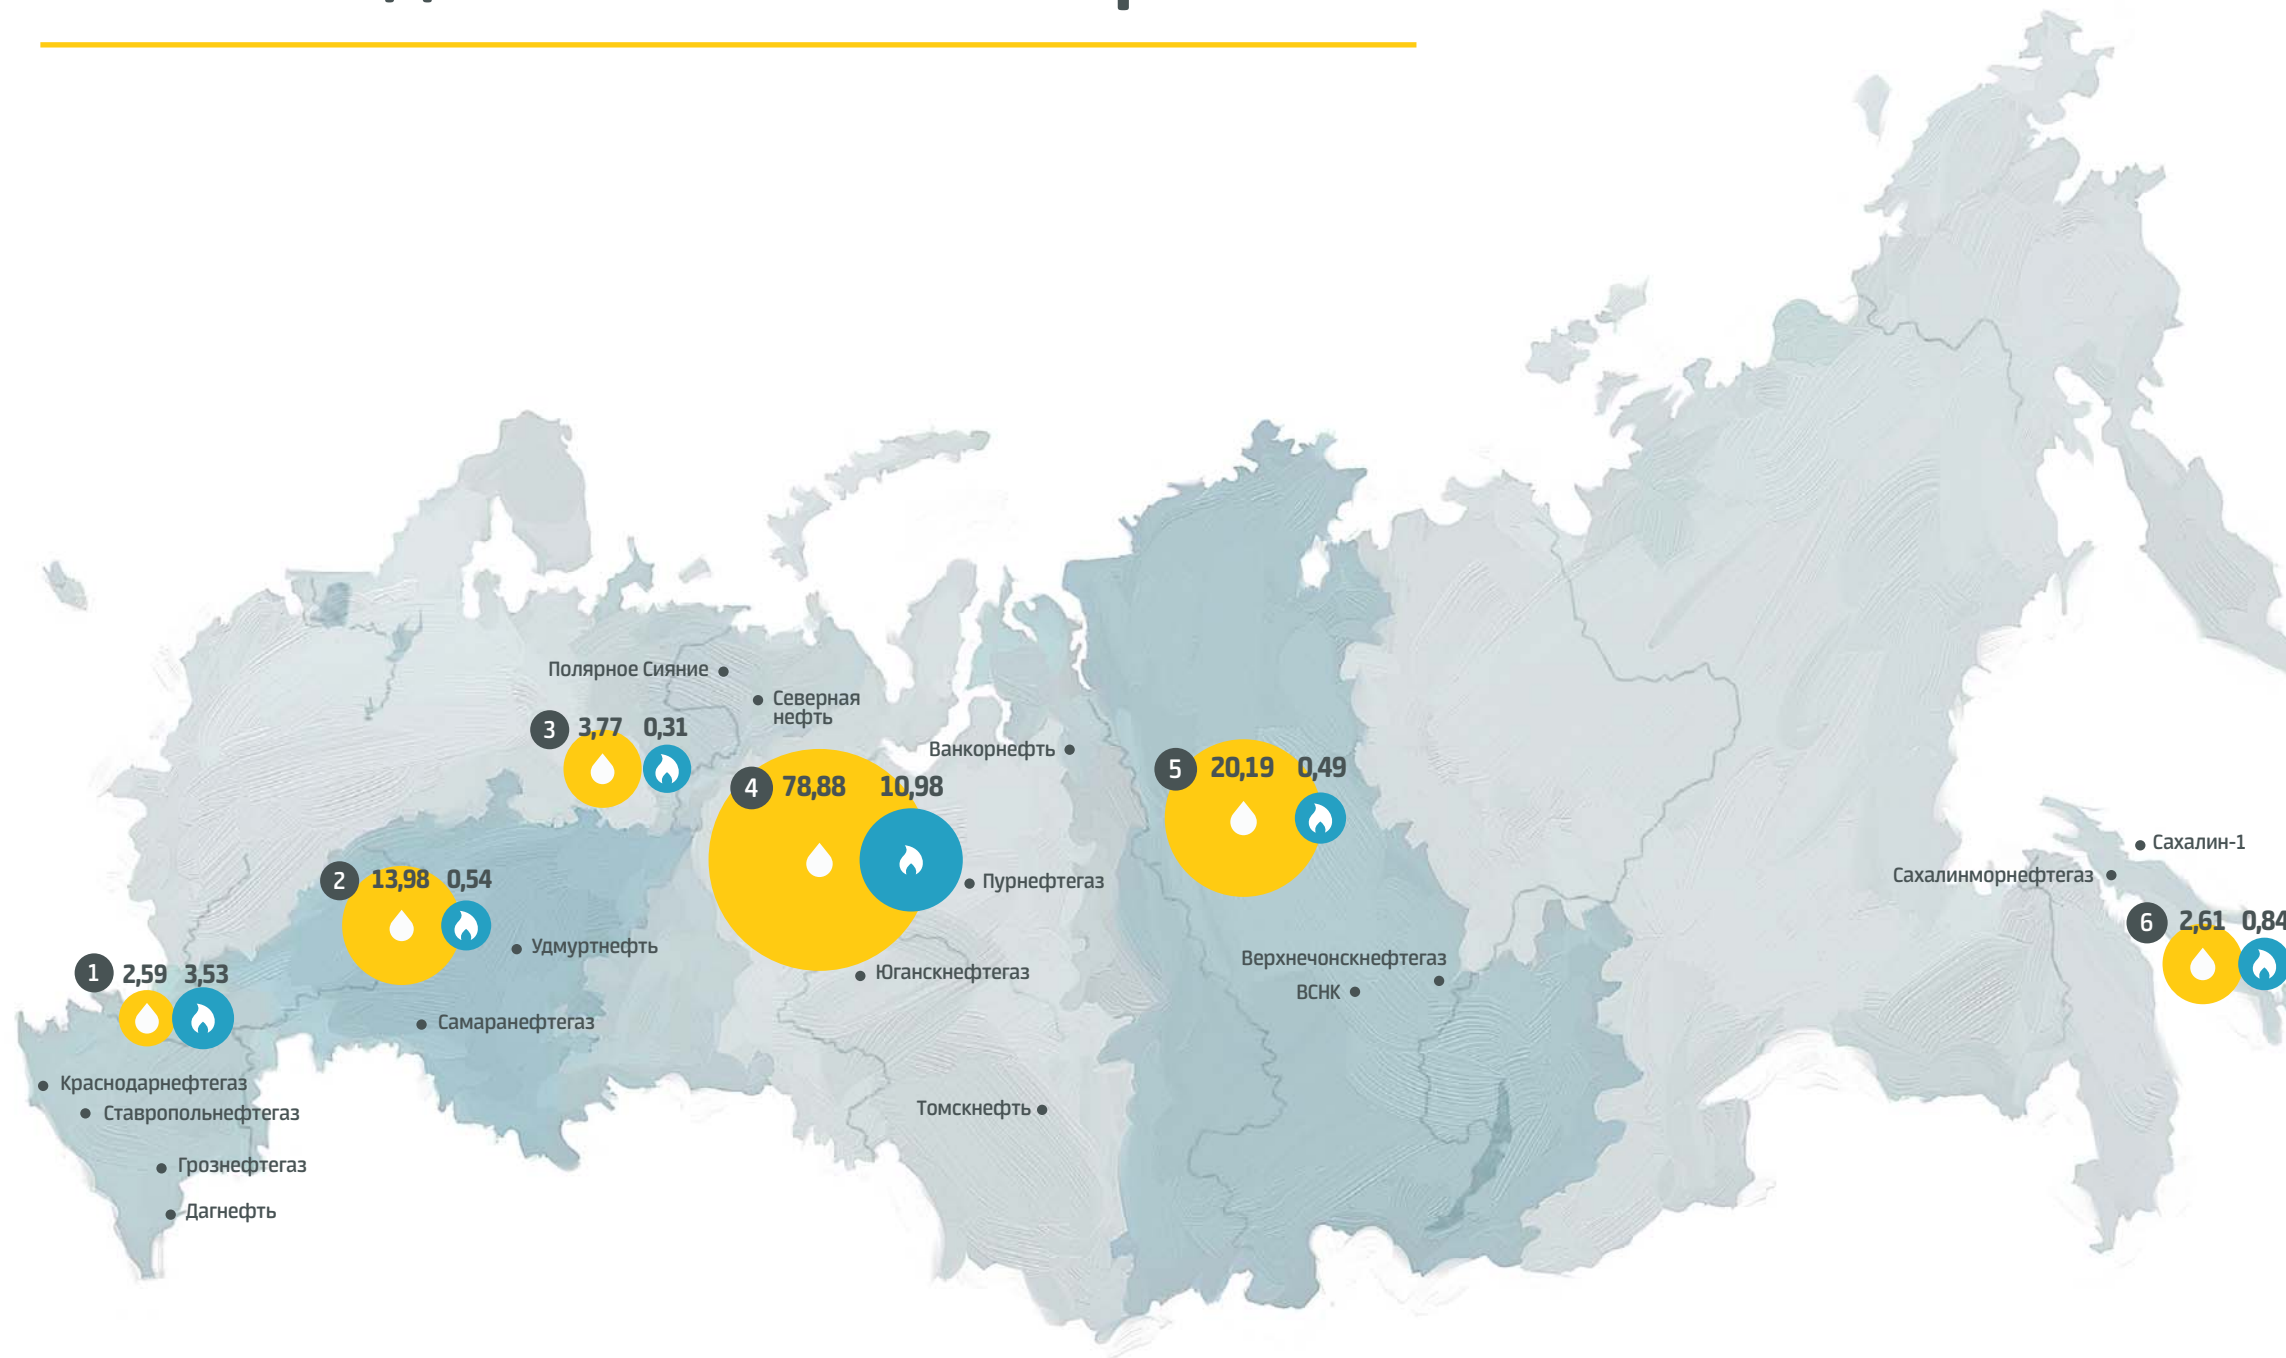 Полярное Сияние
Северная
нефть
3 3,77 0,31
Ванкорнефть
4 78,88 10,98
5 20,19 0,49
Сахалин-1
Сахалинморнефтегаз
2 13,98 0,54
Пурнефтегаз
6 2,61 0,84
Удмуртнефть
Верхнечонскнефтегаз
1 2,59 3,53
Юганскнефтегаз
ВСНК
Самаранефтегаз
Краснодарнефтегаз
Ставропольнефтегаз
Томскнефть
Грознефтегаз
Дагнефть